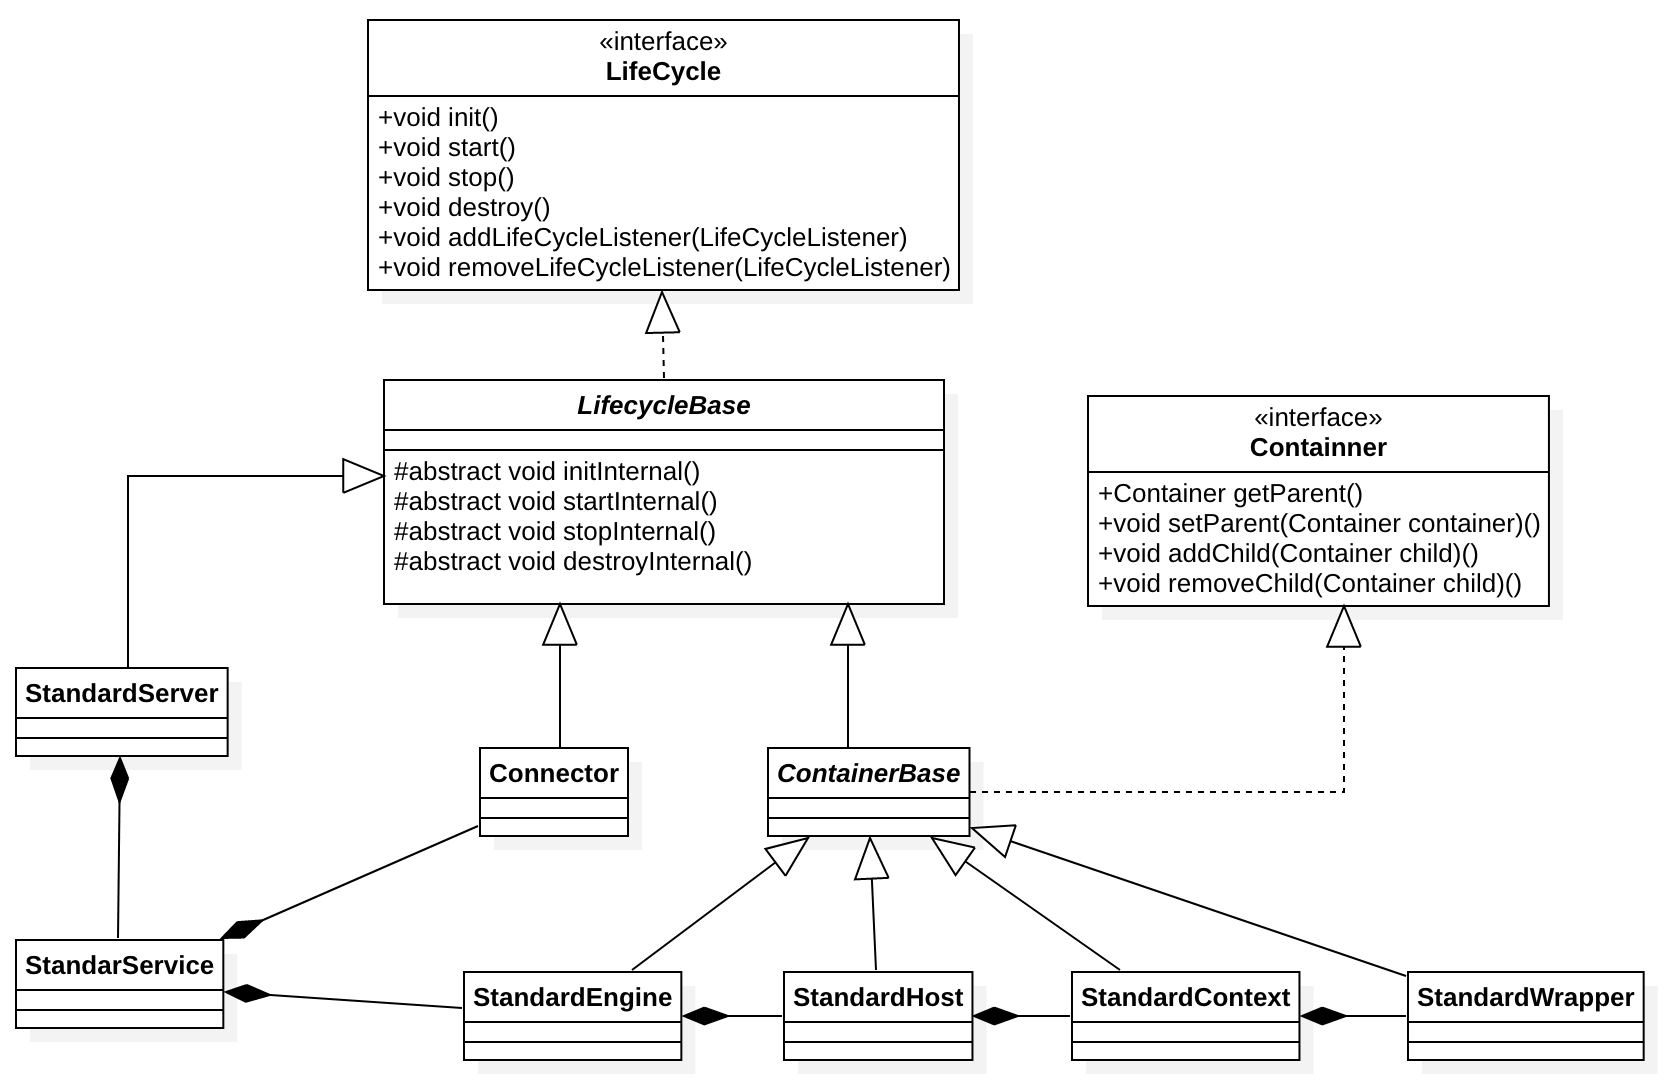 «interface»
LifeCycle
+void init()
+void start()
+void stop()
+void destroy()
+void addLifeCycleListener(LifeCycleListener)
+void removeLifeCycleListener(LifeCycleListener)
LifecycleBase
#abstract void initInternal()
#abstract void startInternal()
#abstract void stopInternal()
#abstract void destroyInternal()
«interface»
Containner
+Container getParent()
+void setParent(Container container)()
+void addChild(Container child)()
+void removeChild(Container child)()
StandardServer
Connector
ContainerBase
StandarService
StandardEngine
StandardHost
StandardContext
StandardWrapper